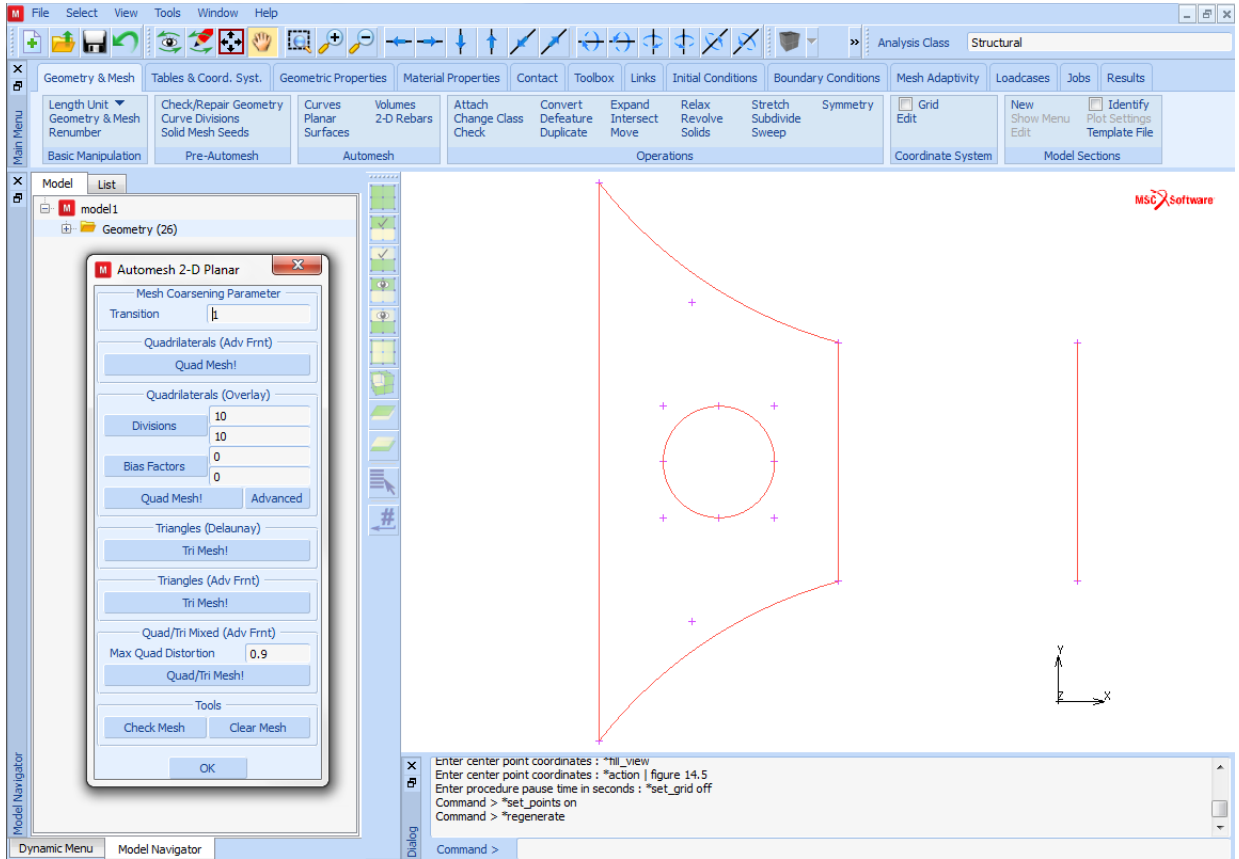 M File Select View Tools Window Help
» Analysis Class Structural
Geometry & Mesh Tables & Coord. Syst. Geometric Properties Material Properties Contact Toolbox Links Initial Conditions Boundary Conditions Mesh Adaptivity Loadcases Jobs Results
Main Menu
Length Unit Check/Repair Geometry Curves Volumes Attach Convert Expand Relax Stretch Symmetry Grid New Identify
Geometry & Mesh Curve Divisions Planar 2-D Rebars Change Class Defeature Intersect Revolve Subdivide Edit Show Menu Plot Settings
Renumber Solid Mesh Seeds Surfaces Check Duplicate Move Solids Sweep Edit Template File
Basic Manipulation Pre-Automesh Automesh Operations Coordinate System Model Sections
Model List
M model1
Geometry (26)
M Automesh 2-D Planar
Mesh Coarsening Parameter
Transition 1
Quadrilaterals (Adv Frnt)
Quad Mesh!
Quadrilaterals (Overlay)
Divisions 10
10
Bias Factors 0
0
Quad Mesh! Advanced
Triangles (Delaunay)
Tri Mesh!
Triangles (Adv Frnt)
Tri Mesh!
Quad/Tri Mixed (Adv Frnt)
Max Quad Distortion 0.9
Quad/Tri Mesh!
Tools
Check Mesh Clear Mesh
OK
Model Navigator
Dynamic Menu Model Navigator
#
MSC Software
Y
Z X
Dialog
Enter center point coordinates : *fill_view
Enter center point coordinates : *action | figure 14.5
Enter procedure pause time in seconds : *set_grid off
Command > *set_points on
Command > *regenerate
Command >